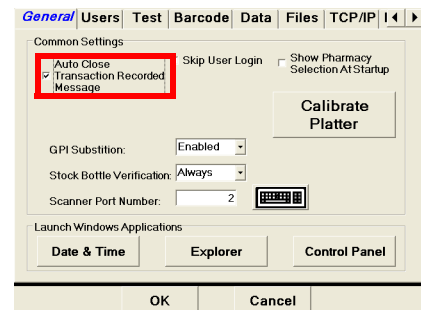 General Users Test Barcode Data Files TCP/IP
Common Settings
Auto Close
Transaction Recorded
Message
Skip User Login
Show Pharmacy
Selection At Startup
Calibrate
Platter
GPI Substition: Enabled
Stock Bottle Verification: Always
Scanner Port Number: 2
Launch Windows Applications
Date & Time Explorer Control Panel
OK Cancel